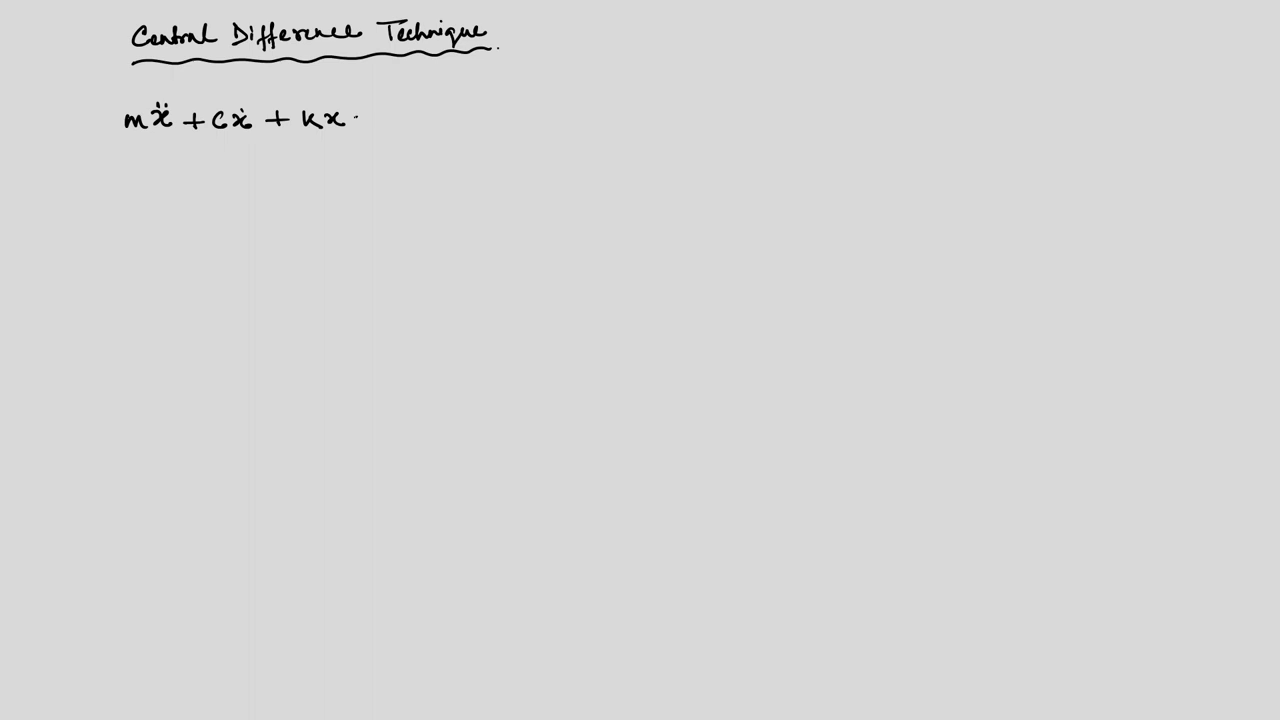 Central Difference Technique.
mẍ + cẋ + kx